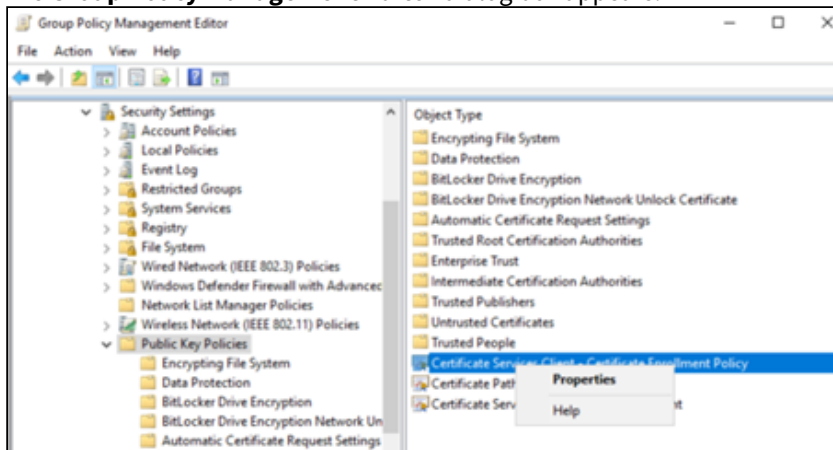 Group Policy Management Editor
File Action View Help
Security Settings
Account Policies
Local Policies
Event Log
Restricted Groups
System Services
Registry
File System
Wired Network (IEEE 802.3) Policies
Windows Defender Firewall with Advanced
Network List Manager Policies
Wireless Network (IEEE 802.11) Policies
Public Key Policies
Encrypting File System
Data Protection
BitLocker Drive Encryption
BitLocker Drive Encryption Network Un
Automatic Certificate Request Settings
Object Type
Encrypting File System
Data Protection
BitLocker Drive Encryption
BitLocker Drive Encryption Network Unlock Certificate
Automatic Certificate Request Settings
Trusted Root Certification Authorities
Enterprise Trust
Intermediate Certification Authorities
Trusted Publishers
Untrusted Certificates
Trusted People
Certificate Services Client - Certificate Enrollment Policy
Certificate Path
Certificate Serv
Properties
Help